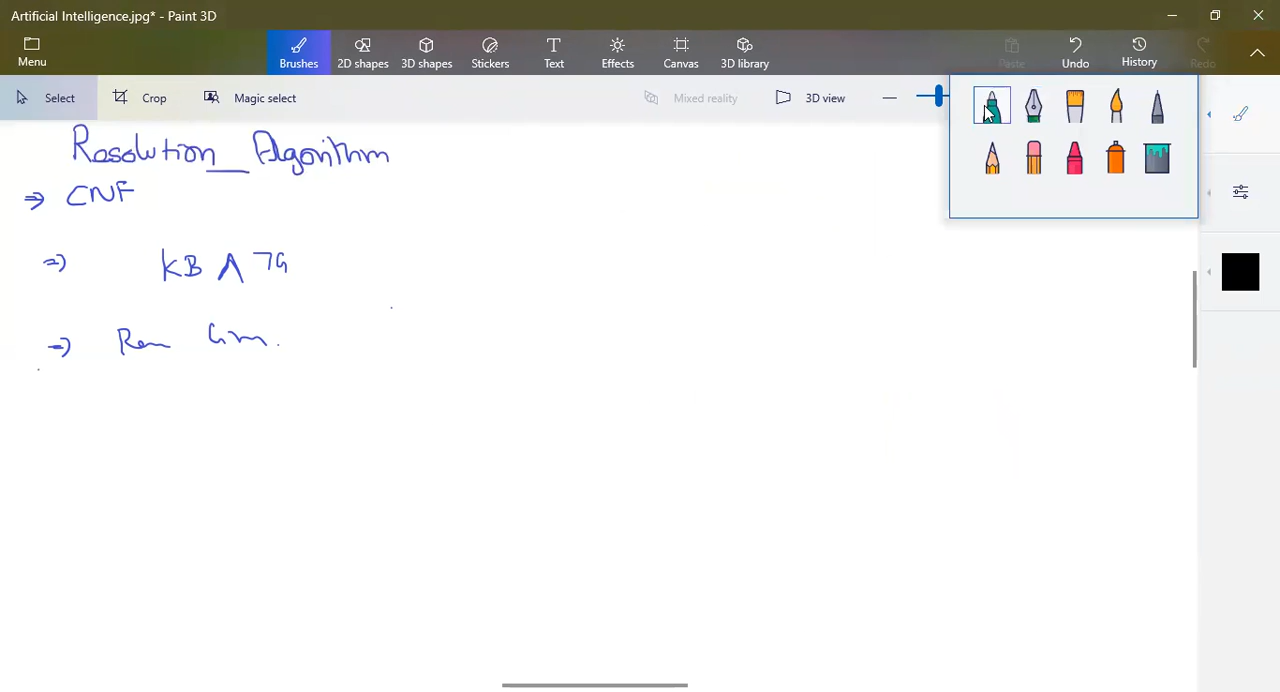 Artificial Intelligence.jpg* - Paint 3D
Menu
Brushes
2D shapes
3D shapes
Stickers
Text
Effects
Canvas
3D library
Paste
Undo
History
Redo
Select
Crop
Magic select
Mixed reality
3D view
Resolution_Algorithm
⇒ CNF
⇒ KB ∧ ¬G
⇒